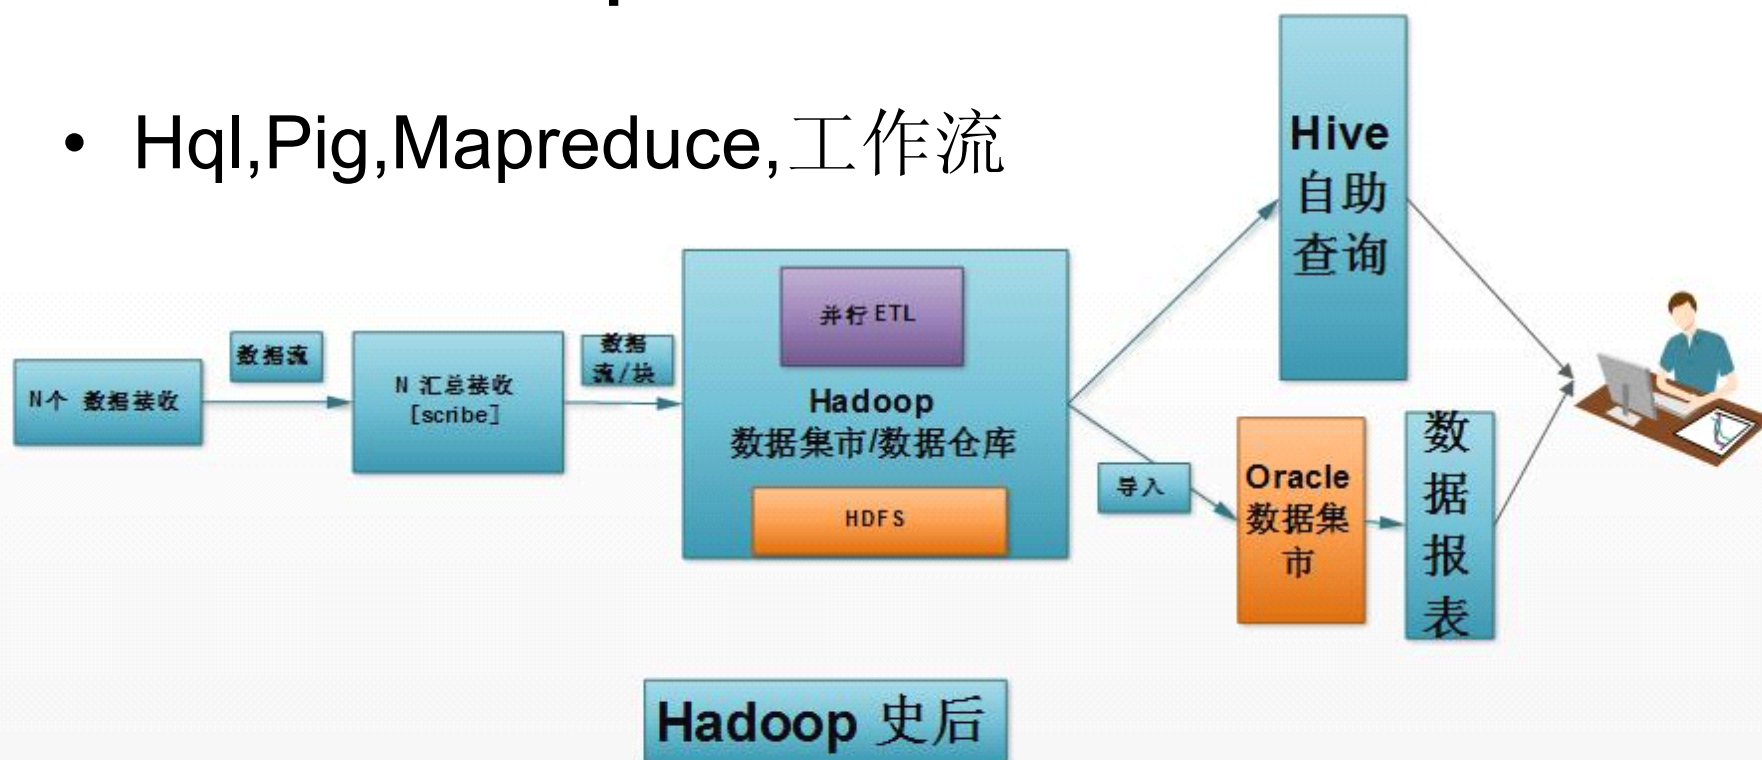 • Hql,Pig,Mapreduce,工作流
Hive
自助
查询
并行 ETL
数据流
数据
流/块
N个 数据接收
N 汇总接收
[scribe]
Hadoop
数据集市/数据仓库
HDFS
导入
Oracle
数据集
市
数
据
报
表
Hadoop 史后